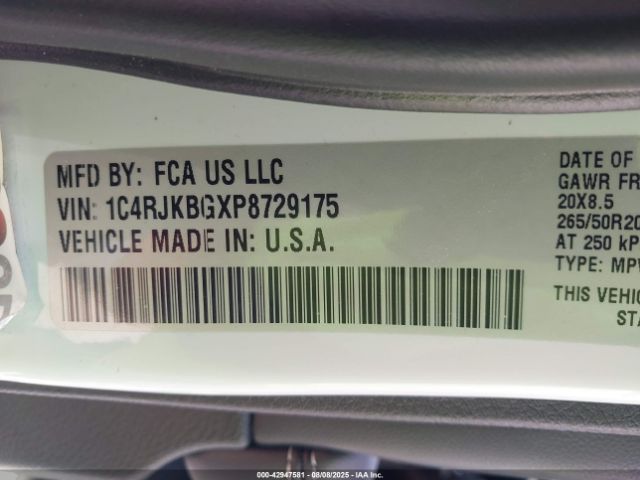 MFD BY: FCA US LLC
VIN: 1C4RJKBGXP8729175
VEHICLE MADE IN: U.S.A.
DATE OF
GAWR FR
20X8.5
265/50R20
AT 250 kP
TYPE: MPV
THIS VEHIC
STA
000-42947581 - 08/08/2025 - IAA Inc.